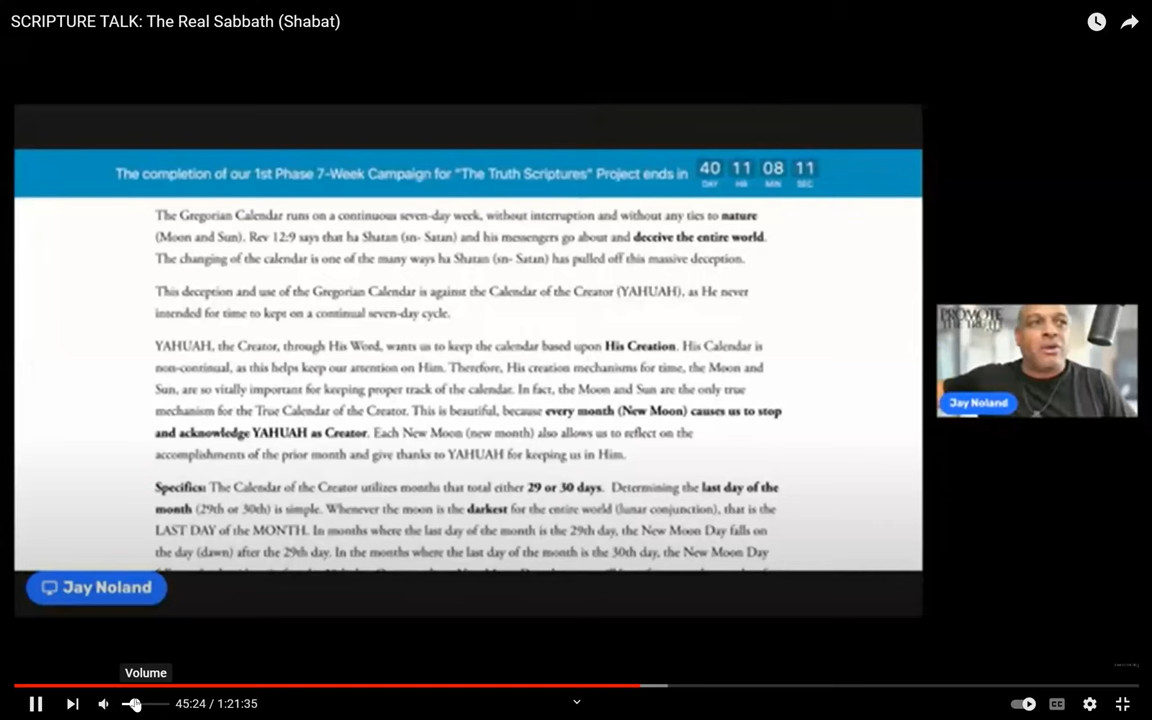 SCRIPTURE TALK: The Real Sabbath (Shabat)
The completion of our 1st Phase 7-Week Campaign for "The Truth Scriptures" Project ends in
40 11 08 11
DAY HR MIN SEC
The Gregorian Calendar runs on a continuous seven-day week, without interruption and without any ties to nature
(Moon and Sun). Rev 12:9 says that ha Shatan (sn- Satan) and his messengers go about and deceive the entire world.
The changing of the calendar is one of the many ways ha Shatan (sn- Satan) has pulled off this massive deception.
This deception and use of the Gregorian Calendar is against the Calendar of the Creator (YAHUAH), as He never
intended for time to kept on a continual seven-day cycle.
YAHUAH, the Creator, through His Word, wants us to keep the calendar based upon His Creation. His Calendar is
non-continual, as this helps keep our attention on Him. Therefore, His creation mechanisms for time, the Moon and
Sun, are so vitally important for keeping proper track of the calendar. In fact, the Moon and Sun are the only true
mechanism for the True Calendar of the Creator. This is beautiful, because every month (New Moon) causes us to stop
and acknowledge YAHUAH as Creator. Each New Moon (new month) also allows us to reflect on the
accomplishments of the prior month and give thanks to YAHUAH for keeping us in Him.
Specifics: The Calendar of the Creator utilizes months that total either 29 or 30 days. Determining the last day of the
month (29th or 30th) is simple. Whenever the moon is the darkest for the entire world (lunar conjunction), that is the
LAST DAY of the MONTH. In months where the last day of the month is the 29th day, the New Moon Day falls on
the day (dawn) after the 29th day. In the months where the last day of the month is the 30th day, the New Moon Day
PROMOTE
THE TRUTH
Jay Noland
Jay Noland
Volume
45:24 / 1:21:35
CC